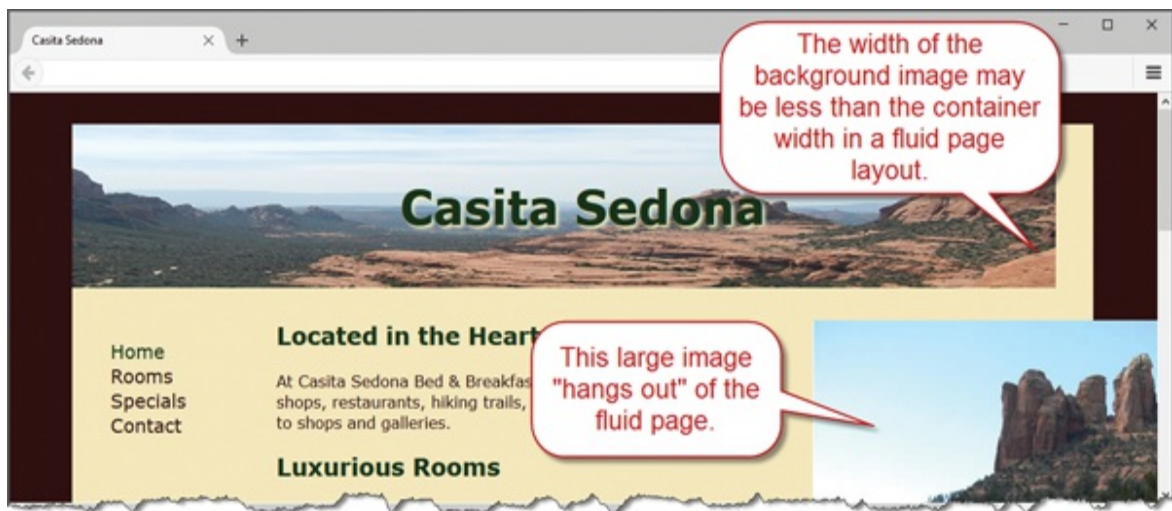 Casita Sedona
The width of the
background image may
be less than the container
width in a fluid page
layout.
Casita Sedona
Home
Rooms
Specials
Contact
Located in the Heart
At Casita Sedona Bed & Breakfas
shops, restaurants, hiking trails,
to shops and galleries.
Luxurious Rooms
This large image
"hangs out" of the
fluid page.